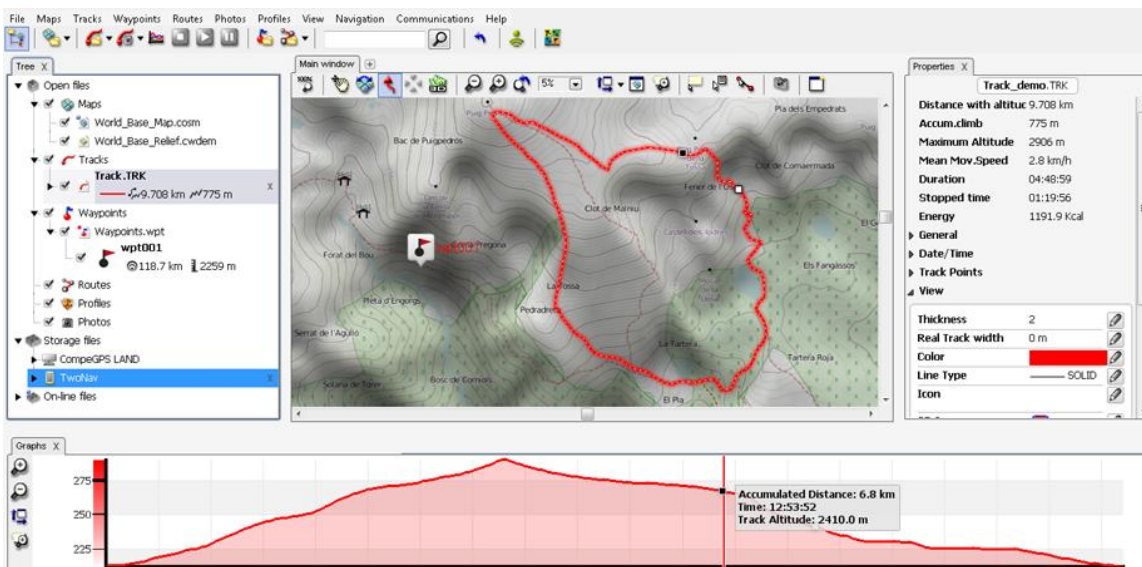 File Maps Tracks Waypoints Routes Photos Profiles View Navigation Communications Help
Tree X
Open files
Maps
World_Base_Map.cosm
World_Base_Relief.cwdem
Tracks
Track.TRK
9.708 km 775 m
x
Waypoints
Waypoints.wpt
wpt001
118.7 km 2259 m
Routes
Profiles
Photos
Storage files
CompeGPS LAND
TwoNav x
On-line files
Main window
100%
5%
Pla dels Empedrats
Bac de Puigpedrós
Clot de Comaermada
Fener de l'O
Clot de Malniu
Forat del Bou
Els Fangassos
La Tossa
Pleta d'Engorgs
Serrat de l'Aguiló
La Tartera
Tartera Roja
Bosc de Cornars
El Pla
Properties X
Track_demo.TRK
Distance with altituc 9.708 km
Accum.climb 775 m
Maximum Altitude 2906 m
Mean Mov.Speed 2.8 km/h
Duration 04:48:59
Stopped time 01:19:56
Energy 1191.9 Kcal
General
Date/Time
Track Points
View
Thickness 2
Real Track width 0 m
Color
Line Type SOLID
Icon
Graphs X
275
250
225
Accumulated Distance: 6.8 km
Time: 12:53:52
Track Altitude: 2410.0 m